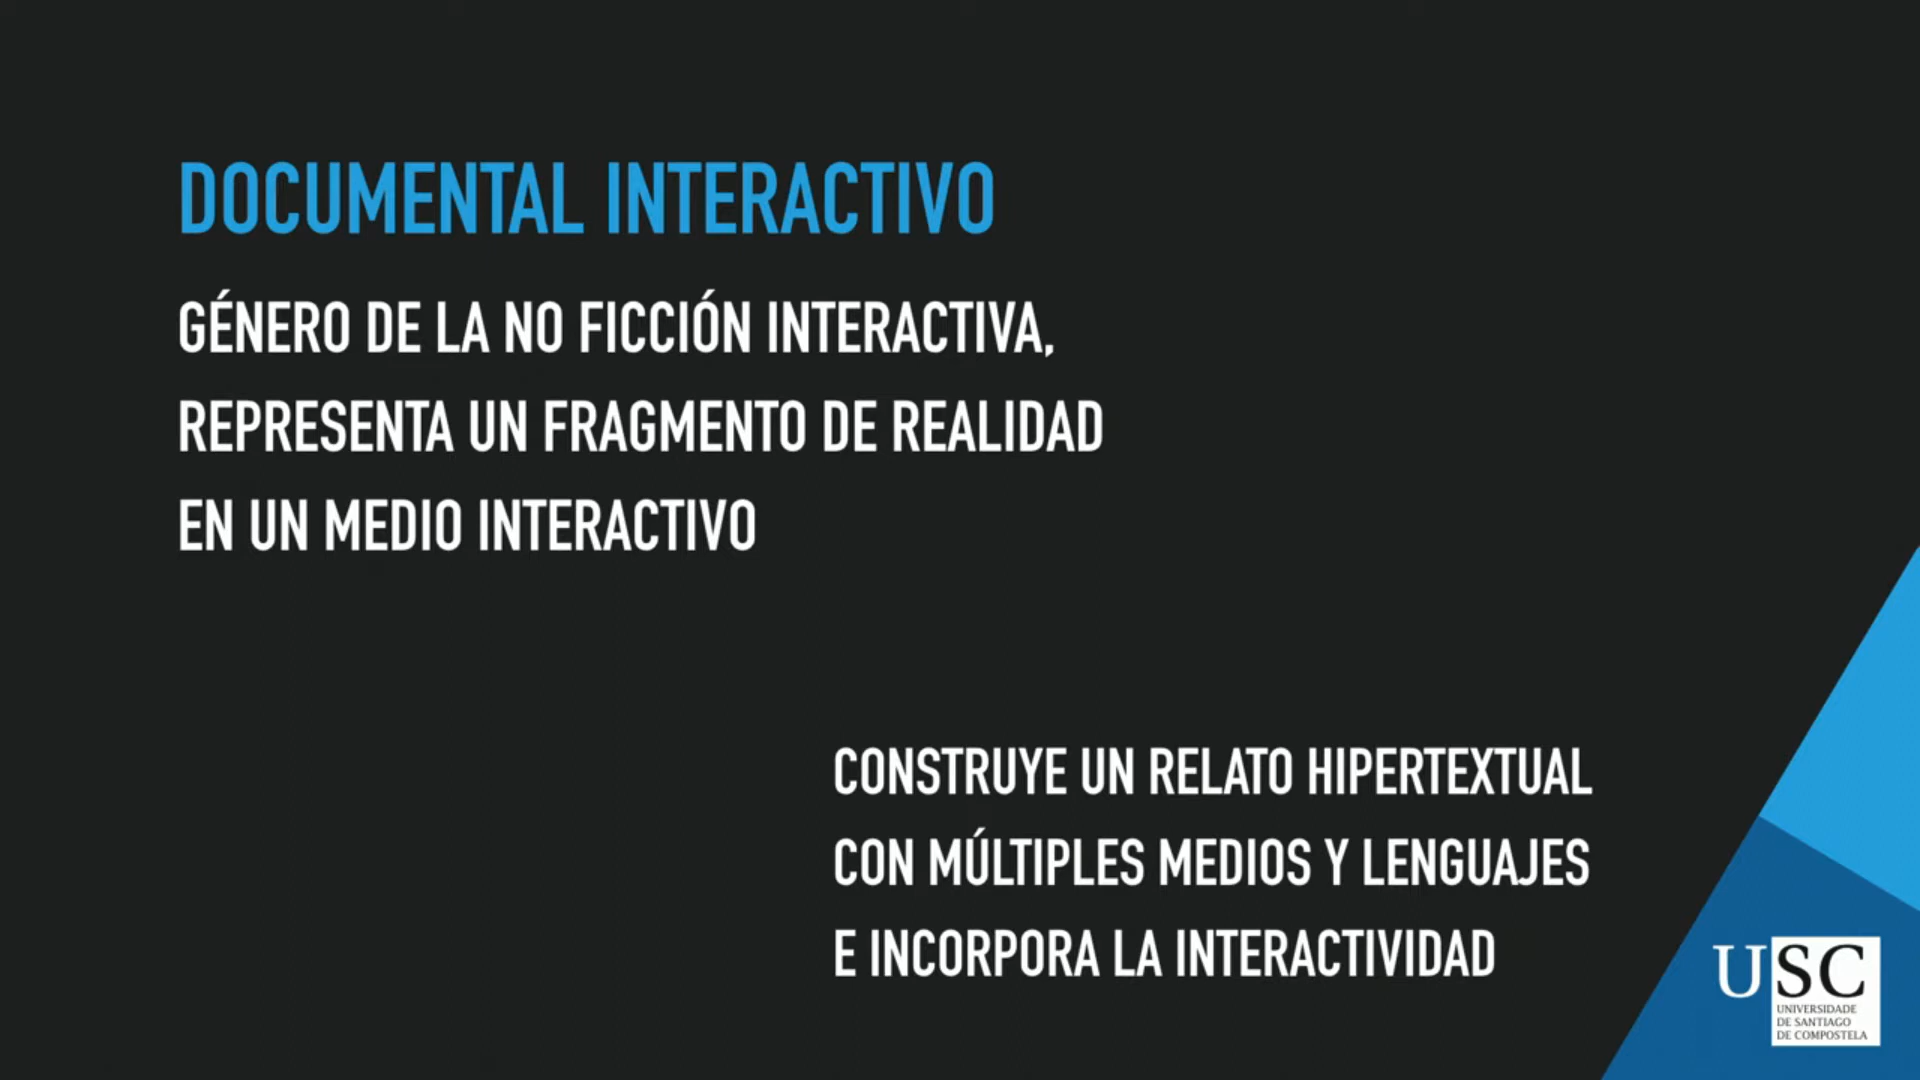 DOCUMENTAL INTERACTIVO
GÉNERO DE LA NO FICCIÓN INTERACTIVA,
REPRESENTA UN FRAGMENTO DE REALIDAD
EN UN MEDIO INTERACTIVO
CONSTRUYE UN RELATO HIPERTEXTUAL
CON MÚLTIPLES MEDIOS Y LENGUAJES
E INCORPORA LA INTERACTIVIDAD
USC
UNIVERSIDADE
DE SANTIAGO
DE COMPOSTELA